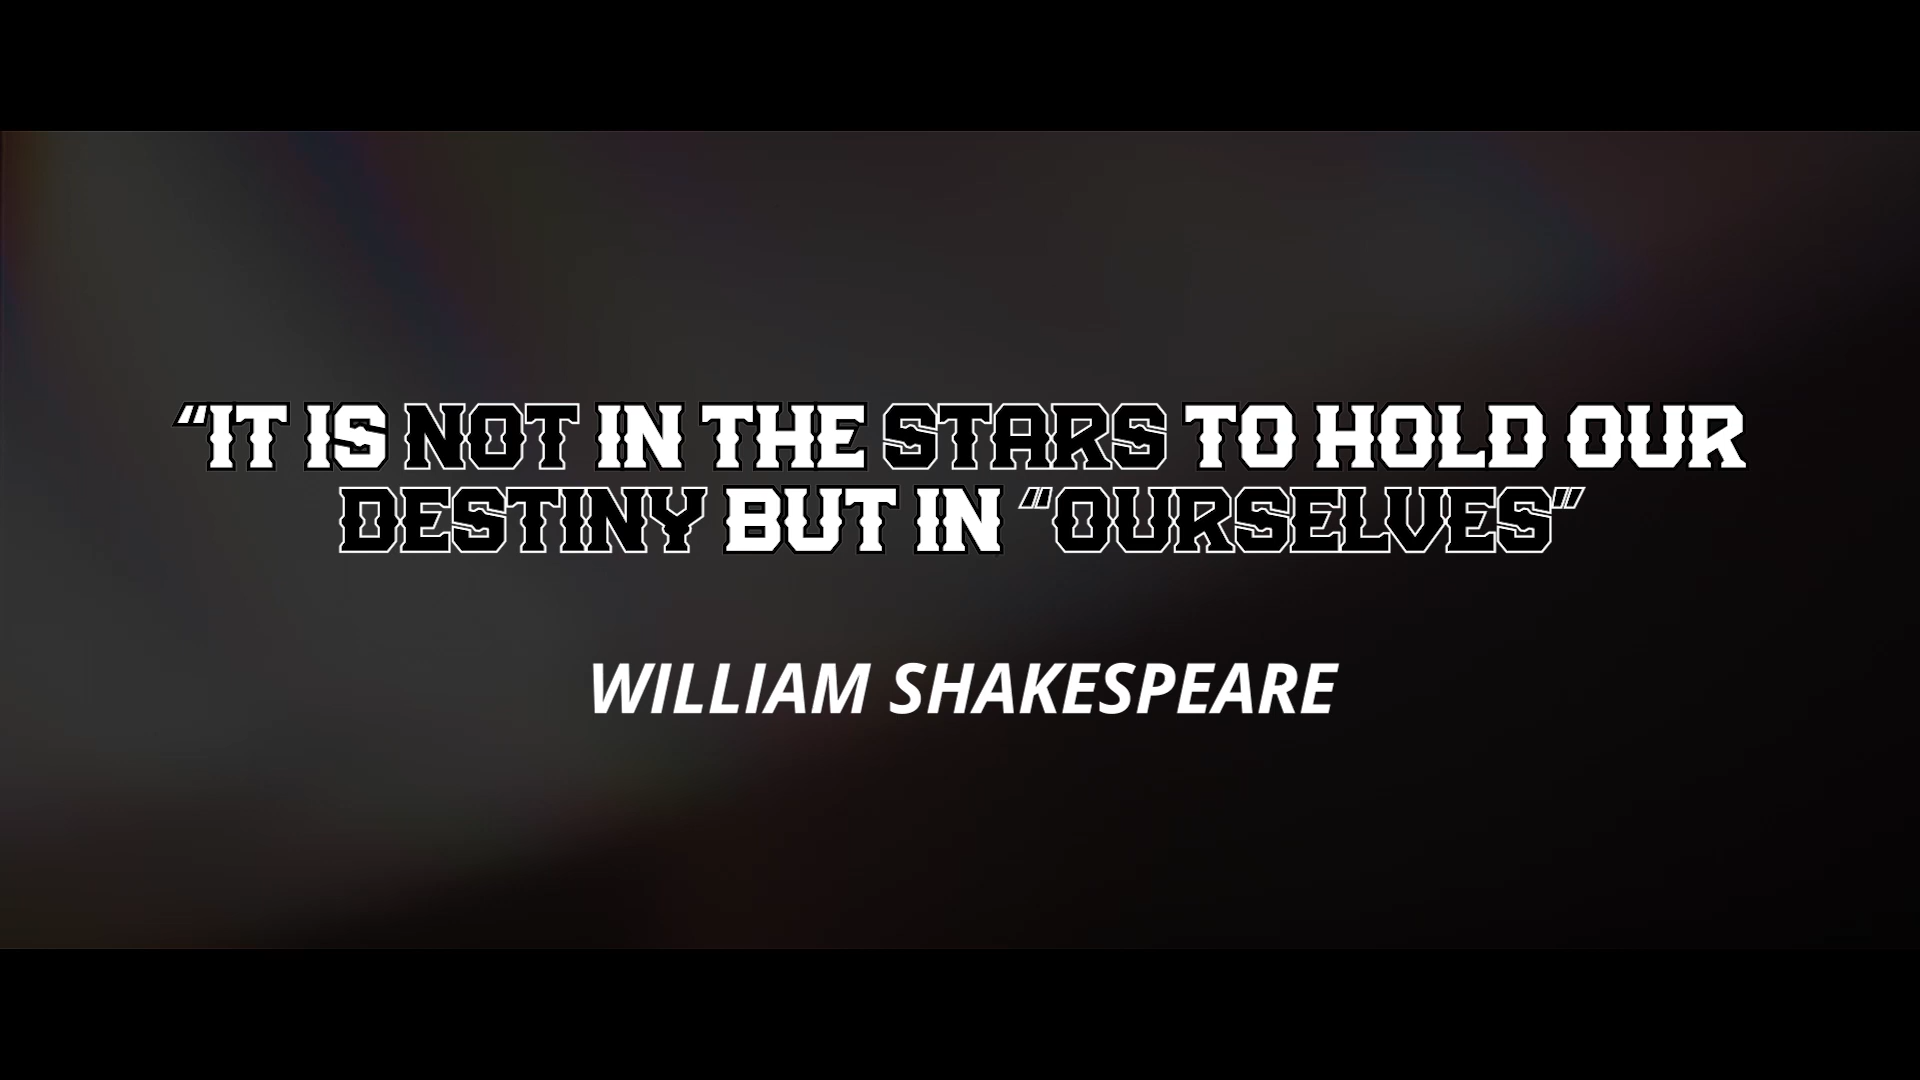 “IT IS NOT IN THE STARS TO HOLD OUR
DESTINY BUT IN “OURSELVES”
WILLIAM SHAKESPEARE